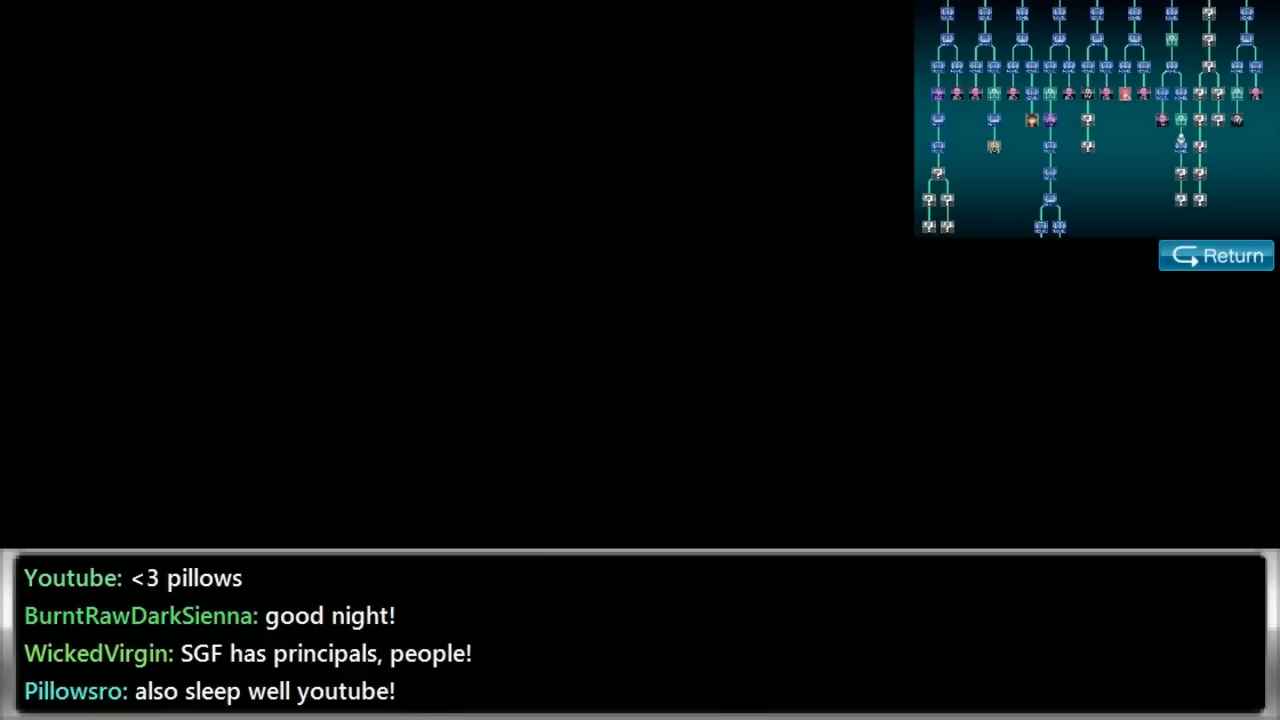 Return
Youtube: <3 pillows
BurntRawDarkSienna: good night!
WickedVirgin: SGF has principals, people!
Pillowsro: also sleep well youtube!